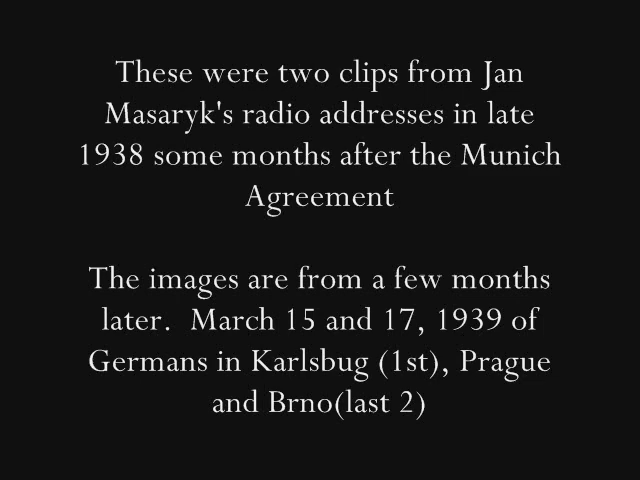 These were two clips from Jan
Masaryk's radio addresses in late
1938 some months after the Munich
Agreement
The images are from a few months
later. March 15 and 17, 1939 of
Germans in Karlsbug (1st), Prague
and Brno(last 2)